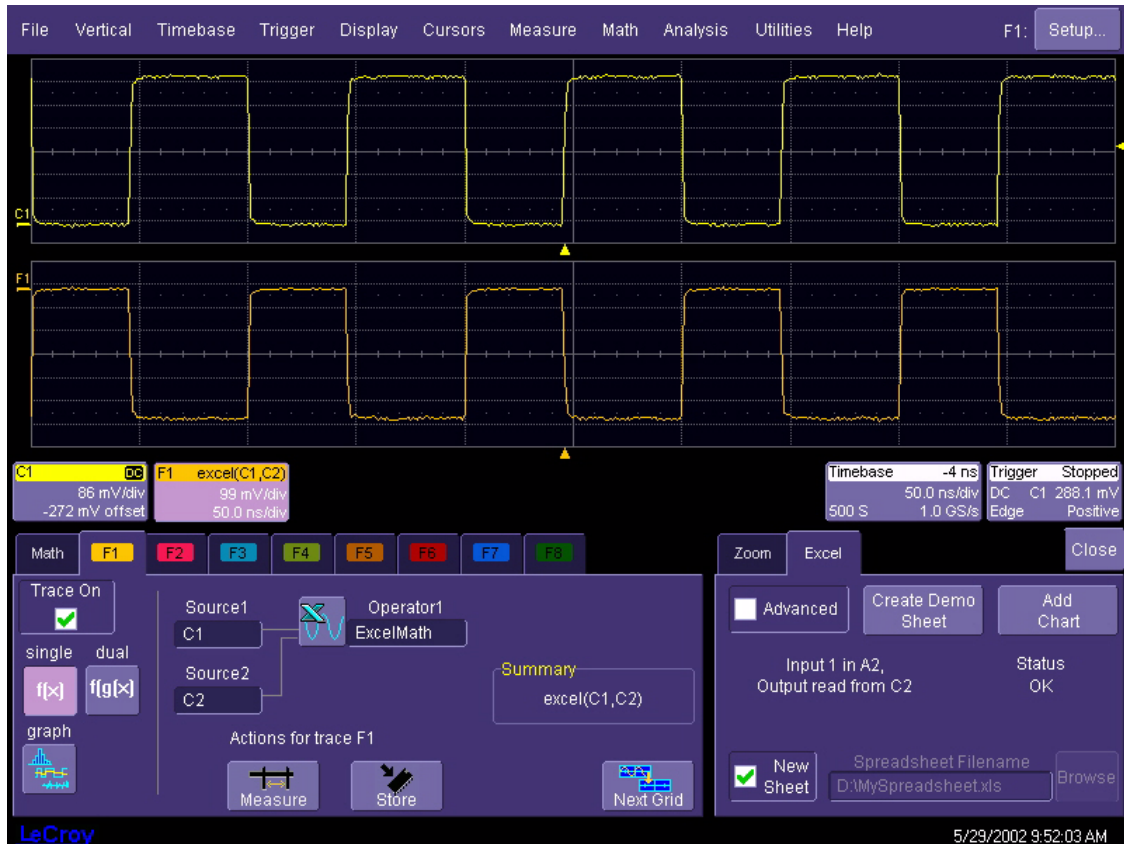 File Vertical Timebase Trigger Display Cursors Measure Math Analysis Utilities Help F1: Setup...
C1
F1
C1 DC
86 mV/div
-272 mV offset
F1 excel(C1,C2)
99 mV/div
50.0 ns/div
Timebase -4 ns
50.0 ns/div
500 S 1.0 GS/s
Trigger Stopped
DC C1 288.1 mV
Edge Positive
Math F1 F2 F3 F4 F5 F6 F7 F8
Zoom Excel Close
Trace On
single dual
f(x) f(g(x)
graph
Source1
C1
Source2
C2
Operator1
ExcelMath
Summary
excel(C1,C2)
Actions for trace F1
Measure
Store
Next Grid
Advanced
Create Demo
Sheet
Add
Chart
Input 1 in A2,
Output read from C2
Status
OK
New
Sheet
Spreadsheet Filename
D:\MySpreadsheet.xls
Browse
LeCroy
5/29/2002 9:52:03 AM